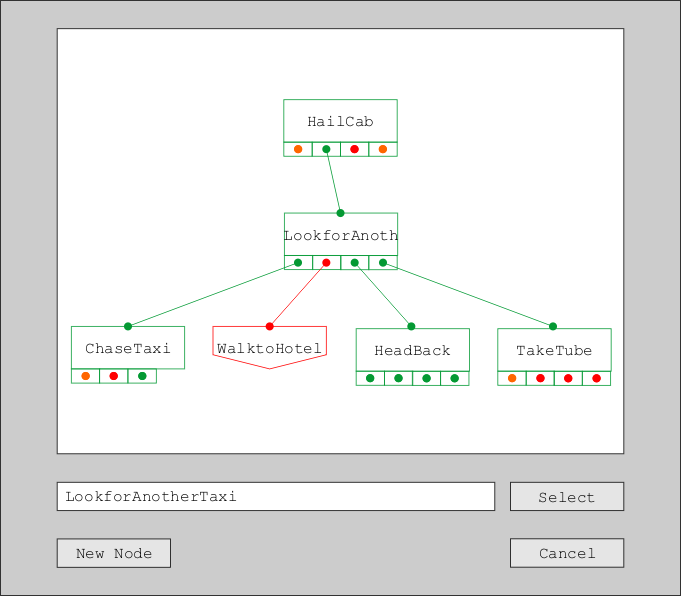 HailCab
LookforAnoth
ChaseTaxi
WalktoHotel
HeadBack
TakeTube
LookforAnotherTaxi
Select
New Node
Cancel